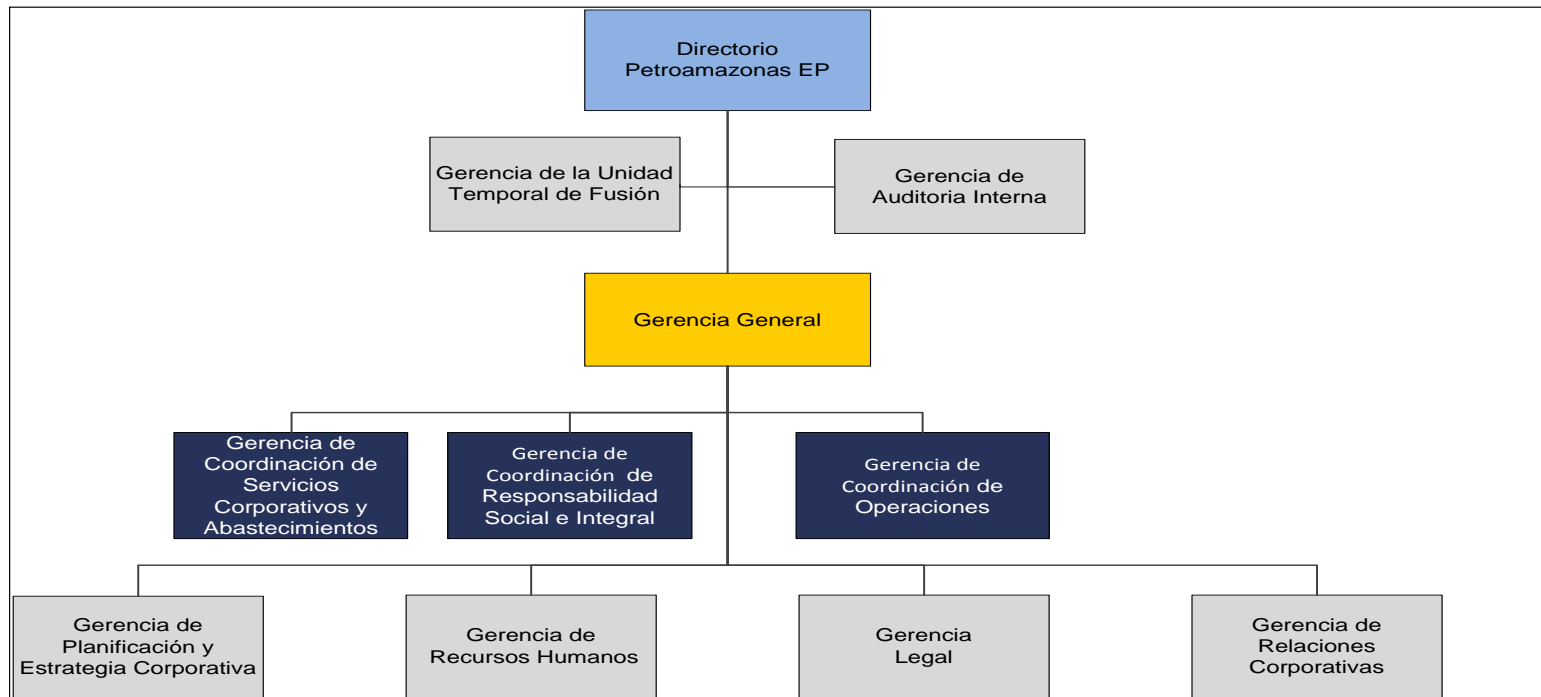 Directorio
Petroamazonas EP
Gerencia de la Unidad
Temporal de Fusión
Gerencia de
Auditoria Interna
Gerencia General
Gerencia de
Coordinación de
Servicios
Corporativos y
Abastecimientos
Gerencia de
Coordinación de
Responsabilidad
Social e Integral
Gerencia de
Coordinación de
Operaciones
Gerencia de
Planificación y
Estrategia Corporativa
Gerencia de
Recursos Humanos
Gerencia
Legal
Gerencia de
Relaciones
Corporativas